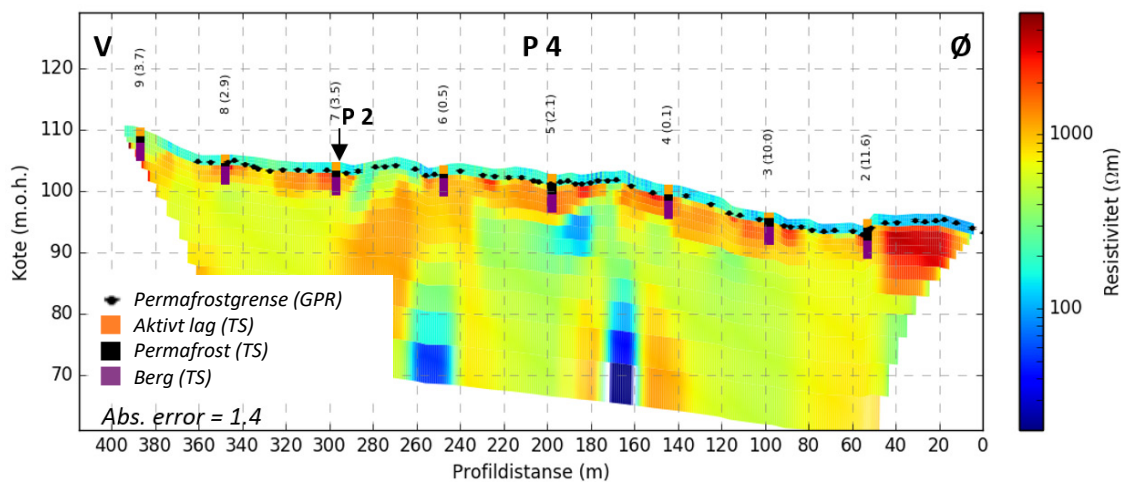 V
P 4
Ø
120
110
100
90
80
70
Kote (m.o.h.)
9 (3.7)
8 (2.9)
7 (3.5)
P 2
6 (0.5)
5 (2.1)
4 (0.1)
3 (10.0)
2 (11.6)
Permafrostgrense (GPR)
Aktivt lag (TS)
Permafrost (TS)
Berg (TS)
Abs. error = 1.4
400 380 360 340 320 300 280 260 240 220 200 180 160 140 120 100 80 60 40 20 0
Profildistanse (m)
1000
100
Resistivitet (Ωm)